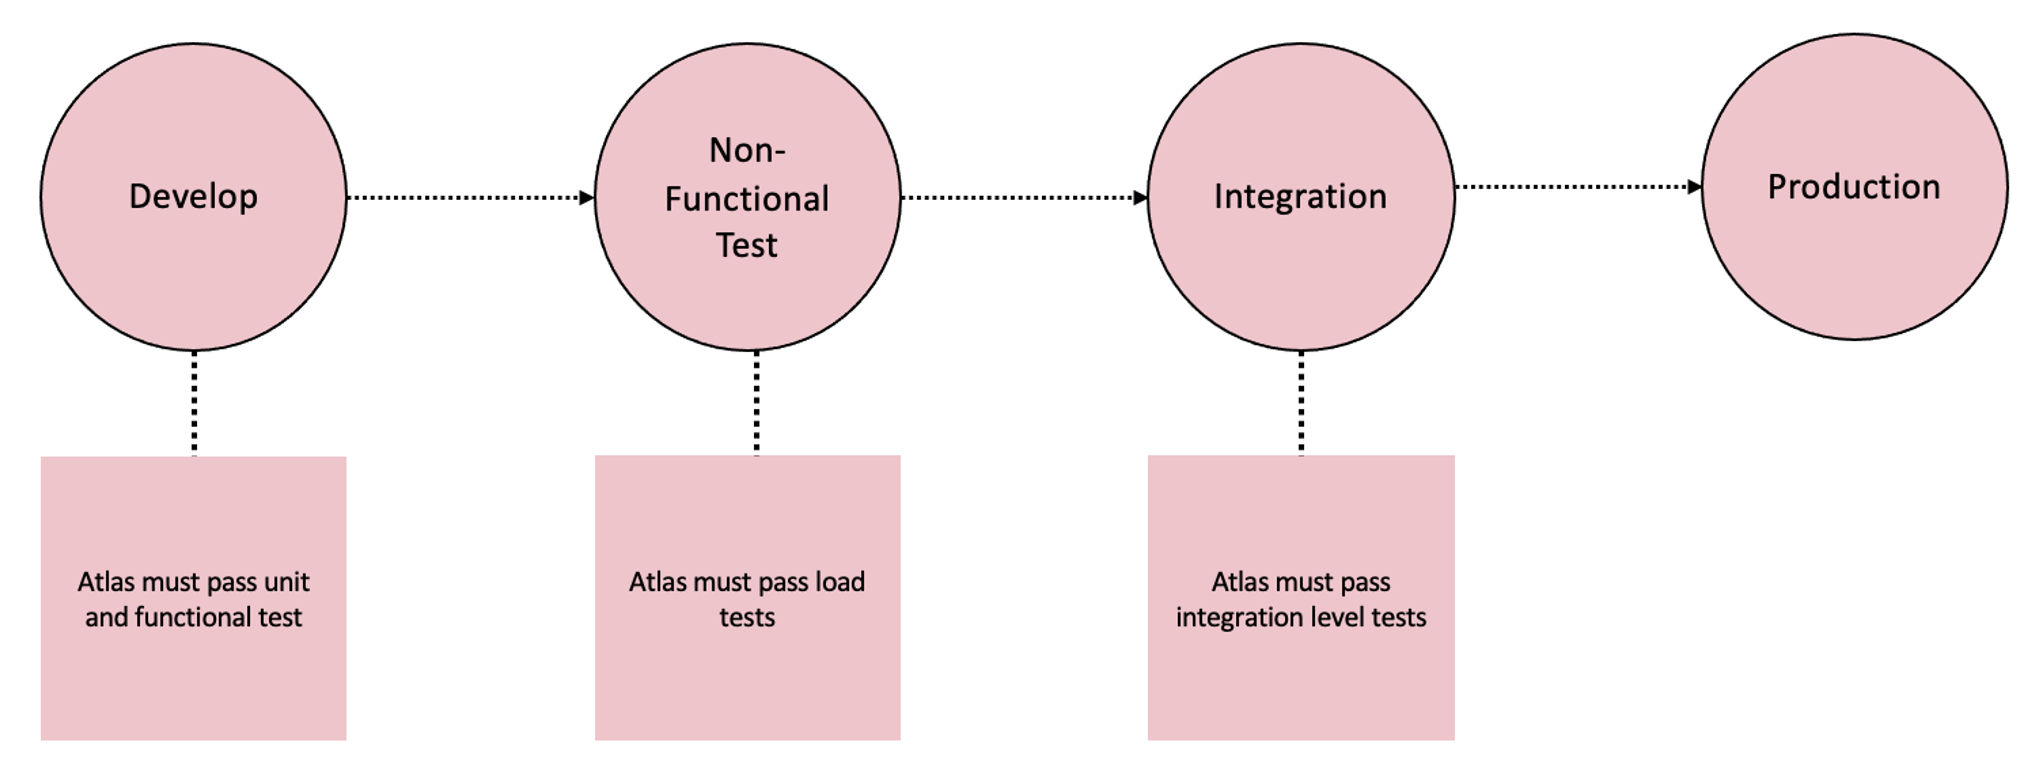 Develop
Non-
Functional
Test
Integration
Production
Atlas must pass unit
and functional test
Atlas must pass load
tests
Atlas must pass
integration level tests